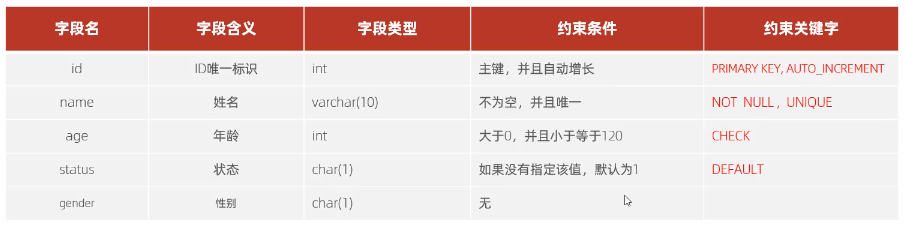 字段名 字段含义 字段类型 约束条件 约束关键字
id ID唯一标识 int 主键，并且自动增长 PRIMARY KEY, AUTO_INCREMENT
name 姓名 varchar(10) 不为空，并且唯一 NOT NULL , UNIQUE
age 年龄 int 大于0，并且小于等于120 CHECK
status 状态 char(1) 如果没有指定该值，默认为1 DEFAULT
gender 性别 char(1) 无